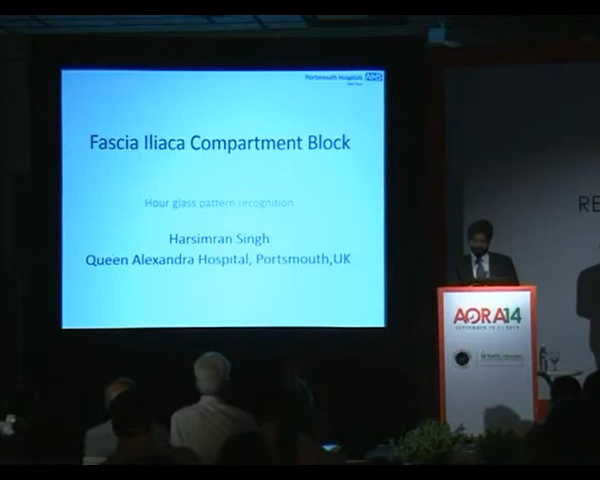 Portsmouth Hospitals NHS
Fascia Iliaca Compartment Block
Hour glass pattern recognition
Harsimran Singh
Queen Alexandra Hospital, Portsmouth,UK
RE
AORA14